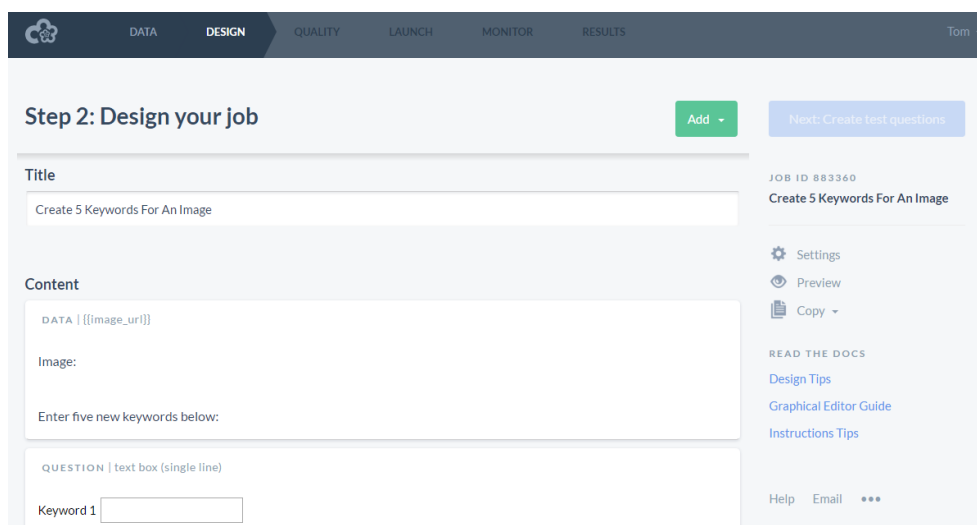 DATA DESIGN QUALITY LAUNCH MONITOR RESULTS Tom
Step 2: Design your job
Add
Next: Create test questions
Title
Create 5 Keywords For An Image
JOB ID 883360
Create 5 Keywords For An Image
Settings
Preview
Copy
Content
DATA | {{image_url}}
Image:
Enter five new keywords below:
READ THE DOCS
Design Tips
Graphical Editor Guide
Instructions Tips
QUESTION | text box (single line)
Keyword 1
Help Email